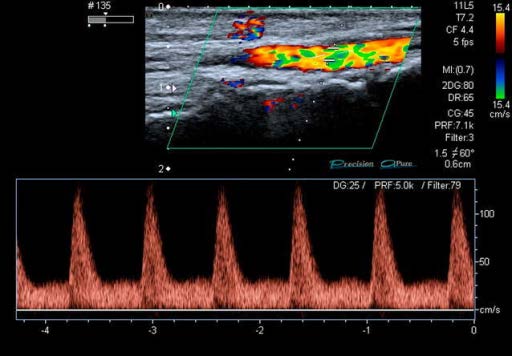 #135
0
1
2
11L5
T7.2
CF 4.4
5 fps
MI:(0.7)
2DG:80
DR:65
CG:45
PRF:7.1k
Filter:3
1.5 ≠60°
0.6cm
15.4
15.4
cm/s
Precision APure
DG:25 / PRF:5.0k / Filter:79
100
50
cm/s
-4 -3 -2 -1 0